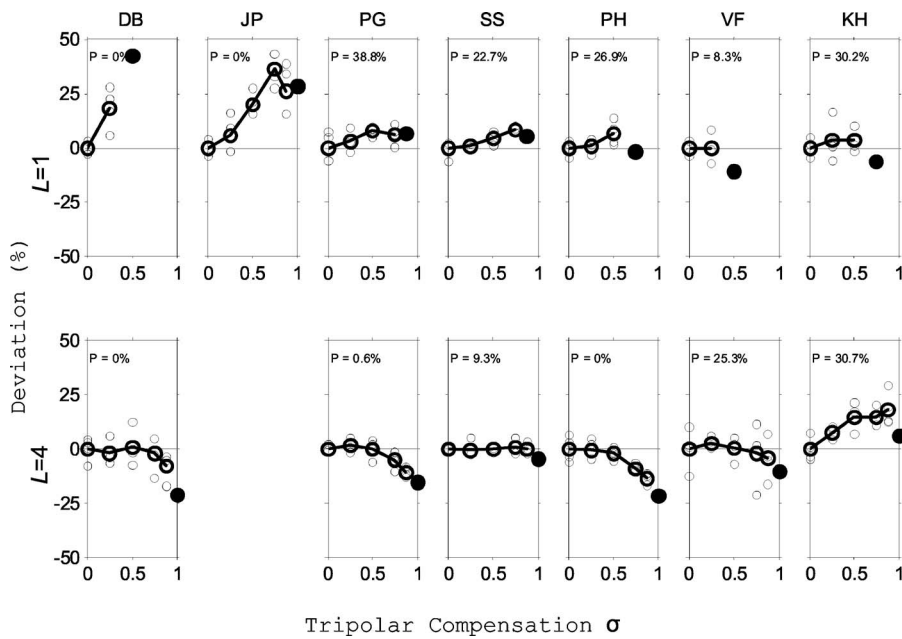 DB JP PG SS PH VF KH
50 P = 0% P = 0% P = 38.8% P = 22.7% P = 26.9% P = 8.3% P = 30.2%
25
0
-25
-50
L=1
0 0.5 1 0 0.5 1 0 0.5 1 0 0.5 1 0 0.5 1 0 0.5 1 0 0.5 1
Deviation (%)
50 P = 0% P = 0.6% P = 9.3% P = 0% P = 25.3% P = 30.7%
25
0
-25
-50
L=4
0 0.5 1 0 0.5 1 0 0.5 1 0 0.5 1 0 0.5 1 0 0.5 1
Tripolar Compensation σ